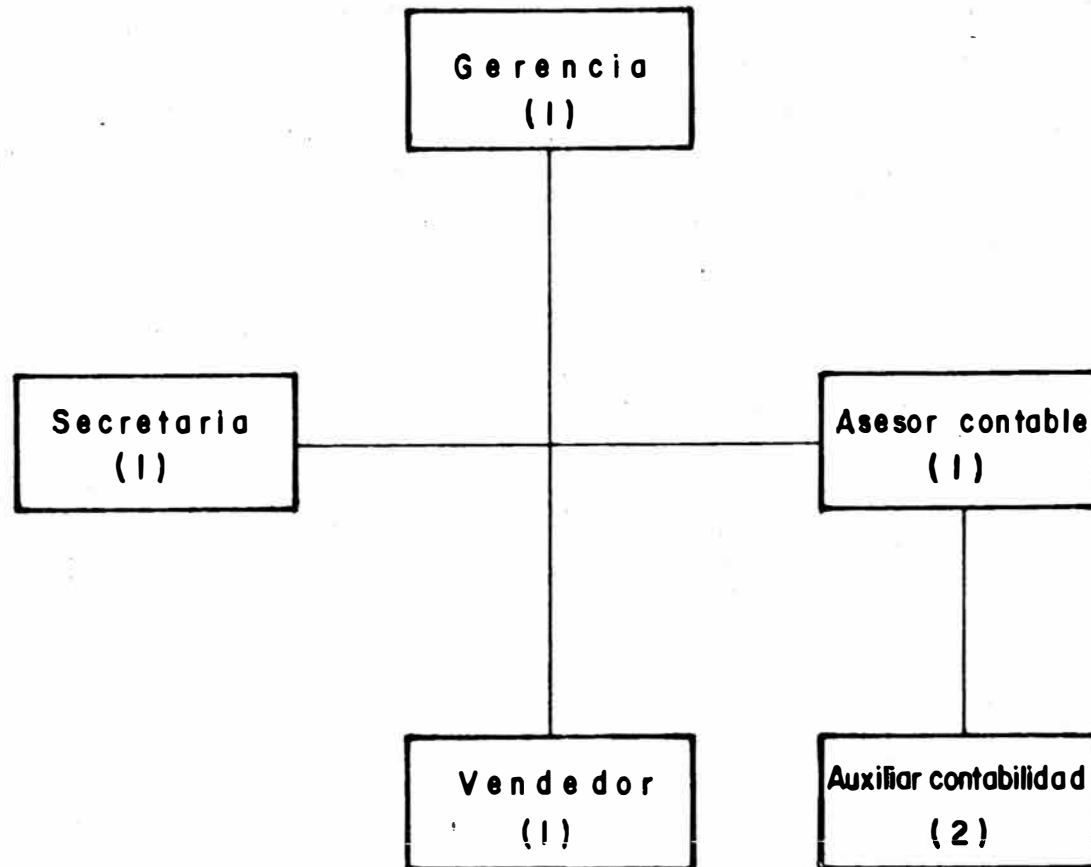 Gerencia
(1)
Secretaria
(1)
Asesor contable
(1)
Vendedor
(1)
Auxiliar contabilidad
(2)